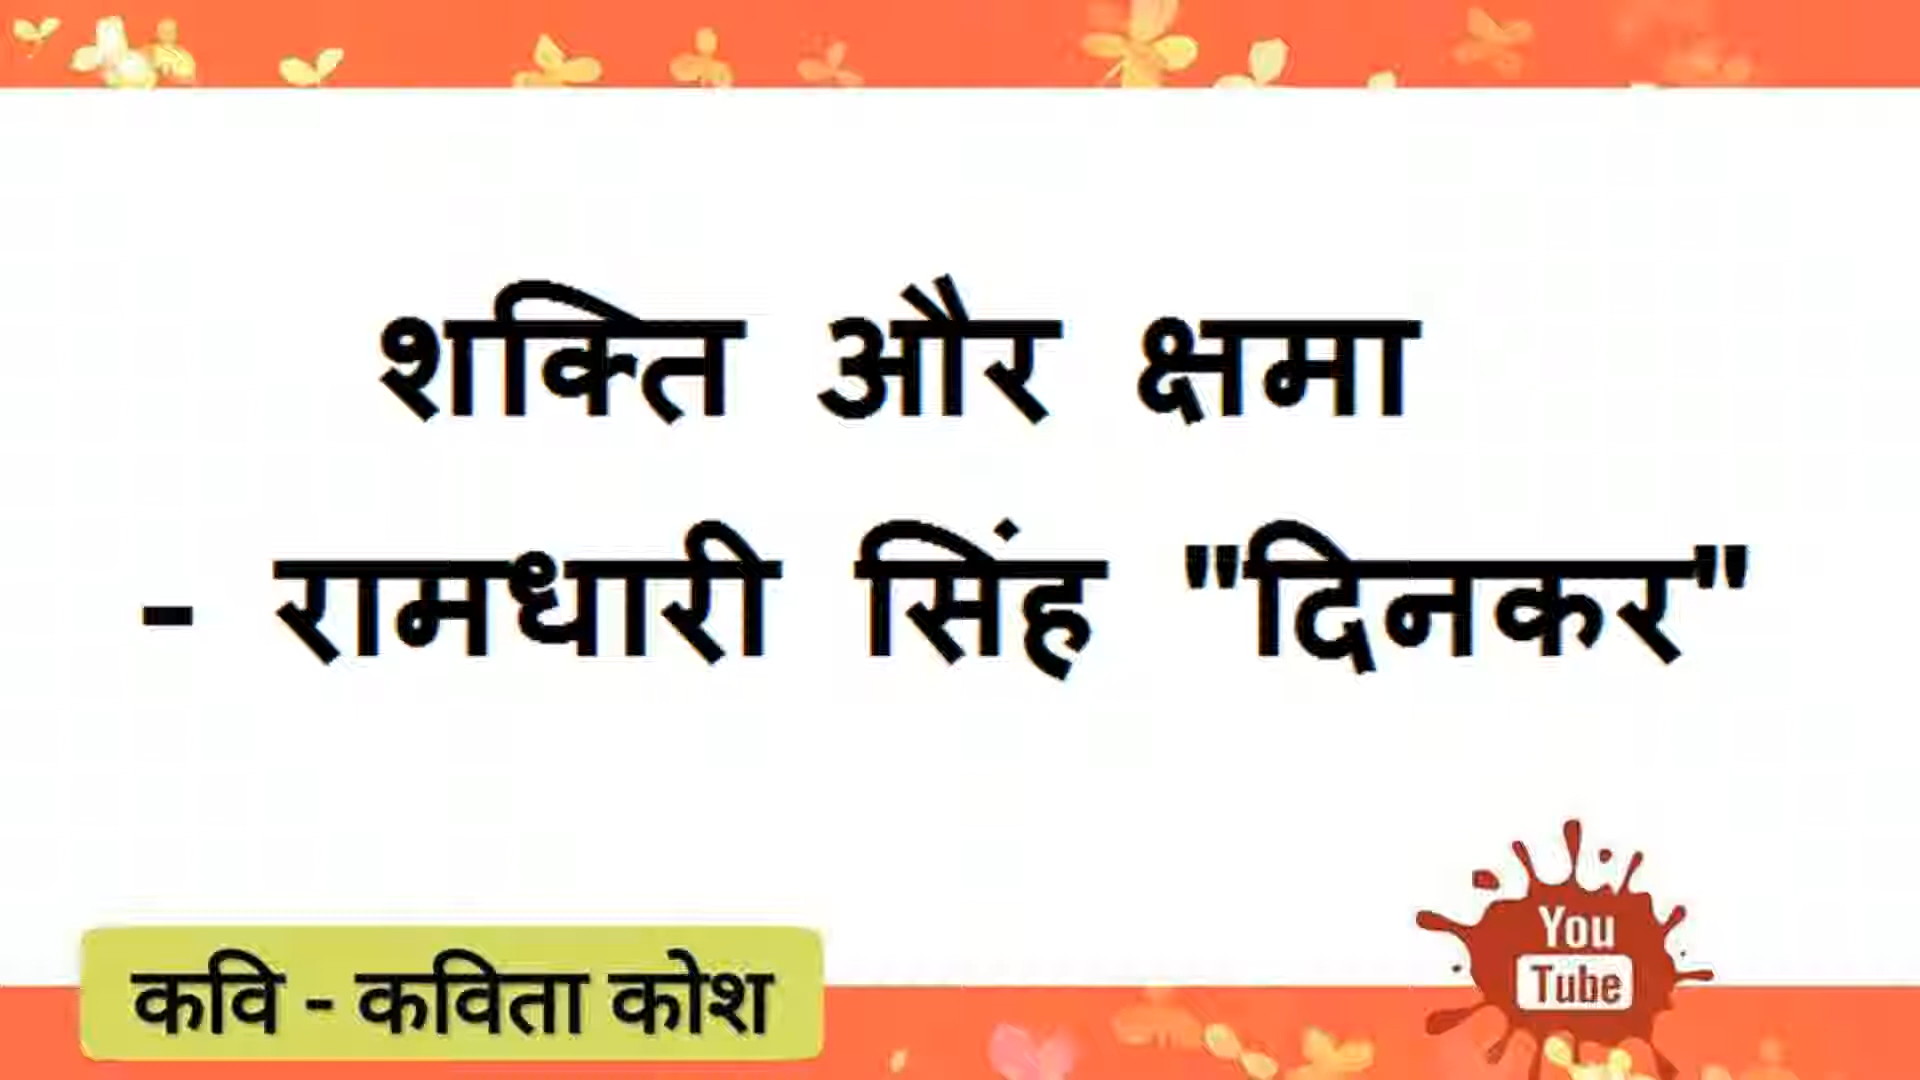 शक्ति और क्षमा
- रामधारी सिंह "दिनकर"
कवि - कविता कोश
You
Tube